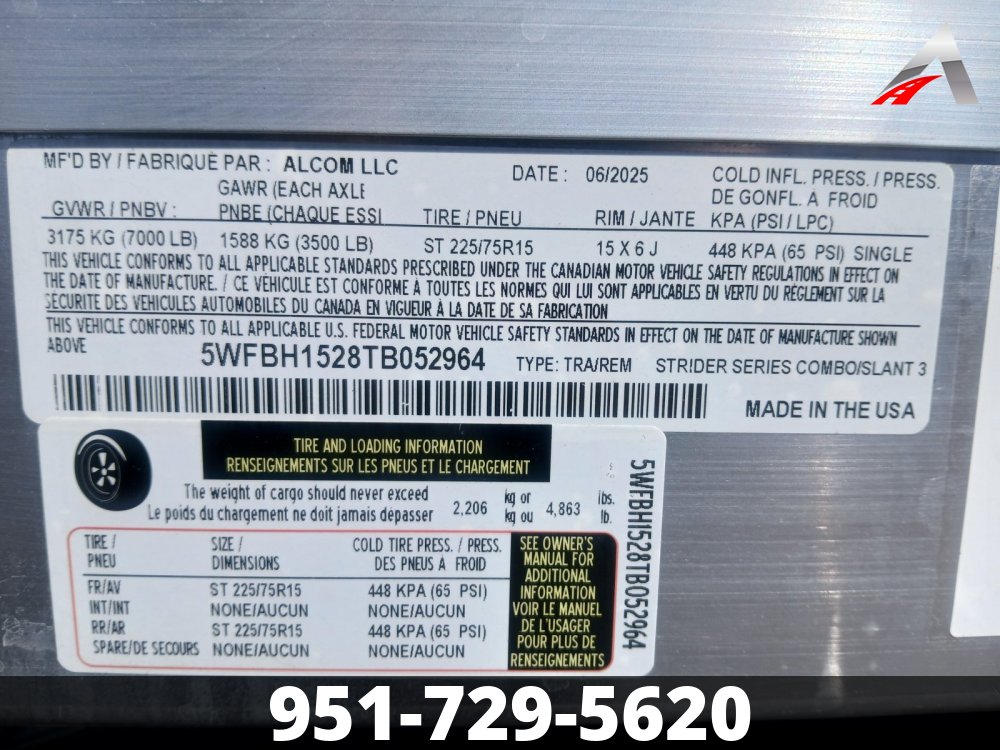 MF'D BY / FABRIQUE PAR : ALCOM LLC DATE : 06/2025 COLD INFL. PRESS. / PRESS.
GAWR (EACH AXLE DE GONFL. A FROID
GVWR / PNBV : PNBE (CHAQUE ESSI TIRE / PNEU RIM / JANTE KPA (PSI / LPC)
3175 KG (7000 LB) 1588 KG (3500 LB) ST 225/75R15 15 X 6 J 448 KPA (65 PSI) SINGLE
THIS VEHICLE CONFORMS TO ALL APPLICABLE STANDARDS PRESCRIBED UNDER THE CANADIAN MOTOR VEHICLE SAFETY REGULATIONS IN EFFECT ON
THE DATE OF MANUFACTURE. / CE VEHICULE EST CONFORME À TOUTES LES NORMES QUI LUI SONT APPLICABLES EN VERTU DU RÈGLEMENT SUR LA
SÉCURITE DES VEHICULES AUTOMOBILES DU CANADA EN VIGUEUR À LA DATE DE SA FABRICATION
THIS VEHICLE CONFORMS TO ALL APPLICABLE U.S. FEDERAL MOTOR VEHICLE SAFETY STANDARDS IN EFFECT ON THE DATE OF MANUFACTURE SHOWN
ABOVE 5WFBH1528TB052964 TYPE: TRA/REM STRIDER SERIES COMBO/SLANT 3
MADE IN THE USA
TIRE AND LOADING INFORMATION
RENSEIGNEMENTS SUR LES PNEUS ET LE CHARGEMENT
The weight of cargo should never exceed kg or lbs.
Le poids du chargement ne doit jamais depasser 2,206 kg ou 4,863 lb.
TIRE / SIZE / COLD TIRE PRESS. / PRESS.
PNEU DIMENSIONS DES PNEUS A FROID
FR/AV ST 225/75R15 448 KPA (65 PSI)
INT/INT NONE/AUCUN NONE/AUCUN
RR/AR ST 225/75R15 448 KPA (65 PSI)
SPARE/DE SECOURS NONE/AUCUN NONE/AUCUN
SEE OWNER'S
MANUAL FOR
ADDITIONAL
INFORMATION
VOIR LE MANUEL
DE L'USAGER
POUR PLUS DE
RENSEIGNEMENTS
5WFBH1528TB052964
951-729-5620